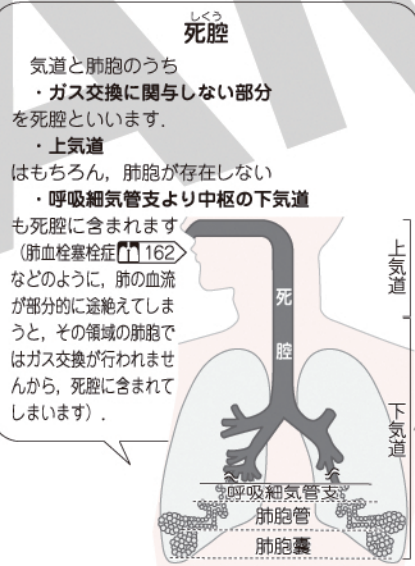 しくう
死腔
気道と肺胞のうち
・ガス交換に関与しない部分
を死腔といいます.
・上気道
はもちろん，肺胞が存在しない
・呼吸細気管支より中枢の下気道
も死腔に含まれます
(肺血栓塞栓症 162
などのように，肺の血流
が部分的に途絶えてしま
うと，その領域の肺胞で
はガス交換が行われませ
んから，死腔に含まれて
しまいます).
死腔
上気道
下気道
呼吸細気管支
肺胞管
肺胞嚢